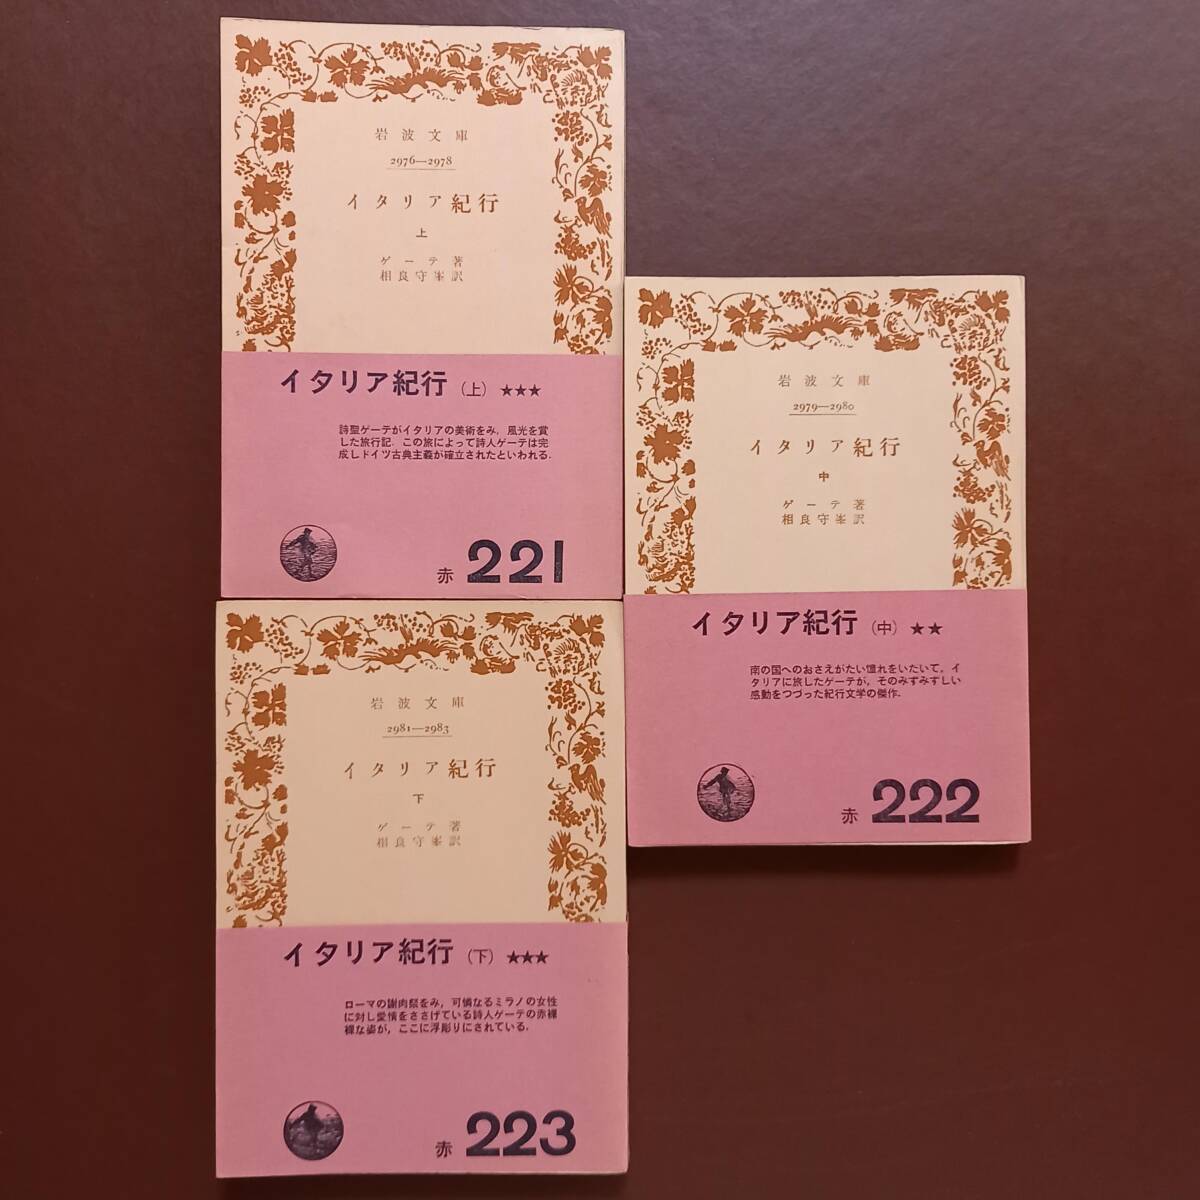 岩波文庫
2976—2978
イタリア紀行
上
ゲーテ著
相良守峯訳
イタリア紀行（上）★★★
詩聖ゲーテがイタリアの美術をみ，風光を賞
した旅行記．この旅によって詩人ゲーテは完
成しドイツ古典主義が確立されたといわれる．
赤 221
岩波文庫
2979—2980
イタリア紀行
中
ゲーテ著
相良守峯訳
イタリア紀行（中）★★
南の国へのおさえがたい憧れをいたいて，イ
タリアに旅したゲーテが，そのみずみずしい
感動をつづった紀行文学の傑作．
赤 222
岩波文庫
2981—2983
イタリア紀行
下
ゲーテ著
相良守峯訳
イタリア紀行（下）★★★
ローマの謝肉祭をみ，可憐なるミラノの女性
に対し愛情をささげている詩人ゲーテの赤裸
裸な姿が，ここに浮彫りにされている．
赤 223